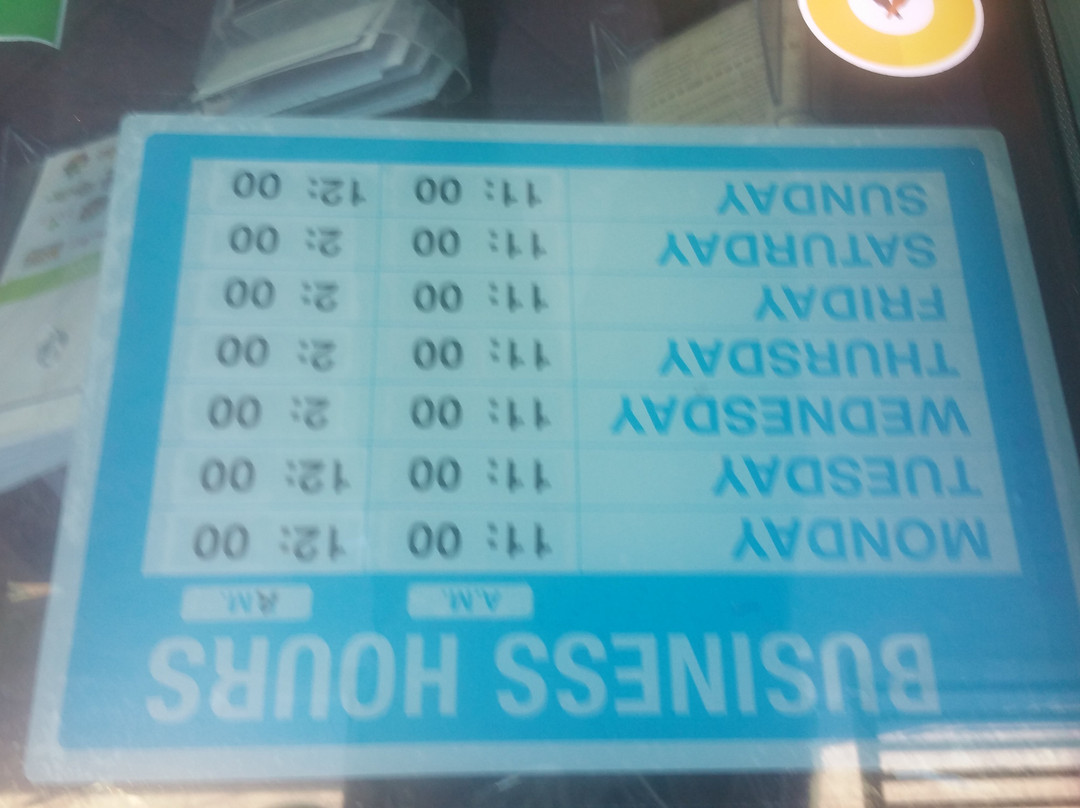 BUSINESS HOURS
A.M.
MONDAY 11: 00 12: 00
TUESDAY 11: 00 12: 00
WEDNESDAY 11: 00 2: 00
THURSDAY 11: 00 2: 00
FRIDAY 11: 00 2: 00
SATURDAY 11: 00 2: 00
SUNDAY 11: 00 12: 00